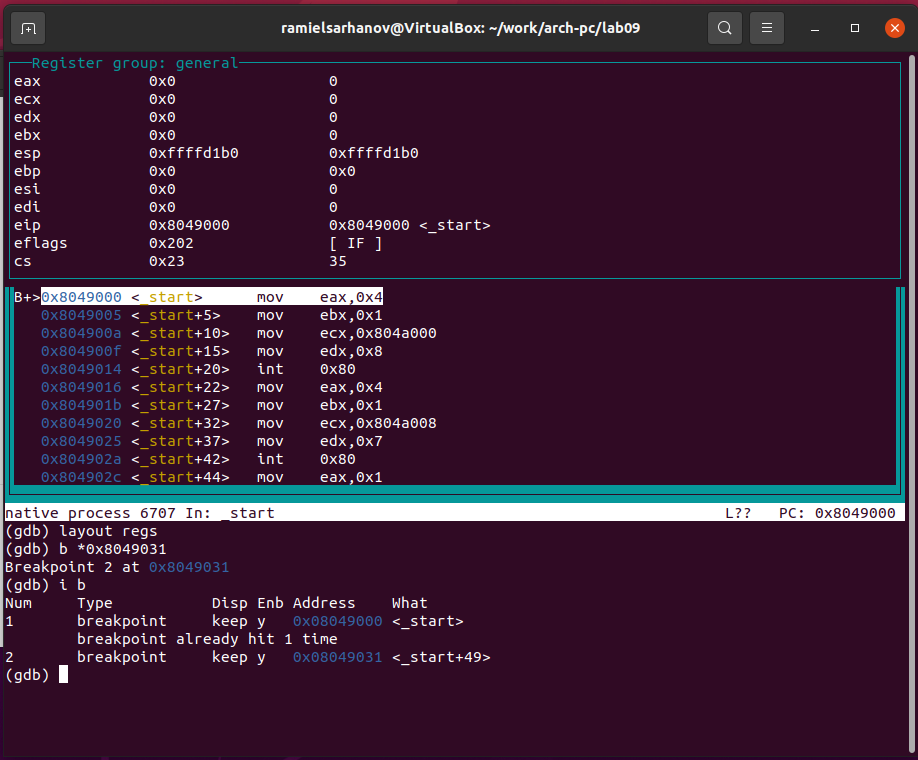 ramielsarhanov@VirtualBox: ~/work/arch-pc/lab09
Register group: general
eax 0x0 0
ecx 0x0 0
edx 0x0 0
ebx 0x0 0
esp 0xffffd1b0 0xffffd1b0
ebp 0x0 0x0
esi 0x0 0
edi 0x0 0
eip 0x8049000 0x8049000 <_start>
eflags 0x202 [ IF ]
cs 0x23 35
B+>0x8049000 <_start> mov eax,0x4
0x8049005 <_start+5> mov ebx,0x1
0x804900a <_start+10> mov ecx,0x804a000
0x804900f <_start+15> mov edx,0x8
0x8049014 <_start+20> int 0x80
0x8049016 <_start+22> mov eax,0x4
0x804901b <_start+27> mov ebx,0x1
0x8049020 <_start+32> mov ecx,0x804a008
0x8049025 <_start+37> mov edx,0x7
0x804902a <_start+42> int 0x80
0x804902c <_start+44> mov eax,0x1
native process 6707 In: _start L?? PC: 0x8049000
(gdb) layout regs
(gdb) b *0x8049031
Breakpoint 2 at 0x8049031
(gdb) i b
Num Type Disp Enb Address What
1 breakpoint keep y 0x08049000 <_start>
breakpoint already hit 1 time
2 breakpoint keep y 0x08049031 <_start+49>
(gdb)